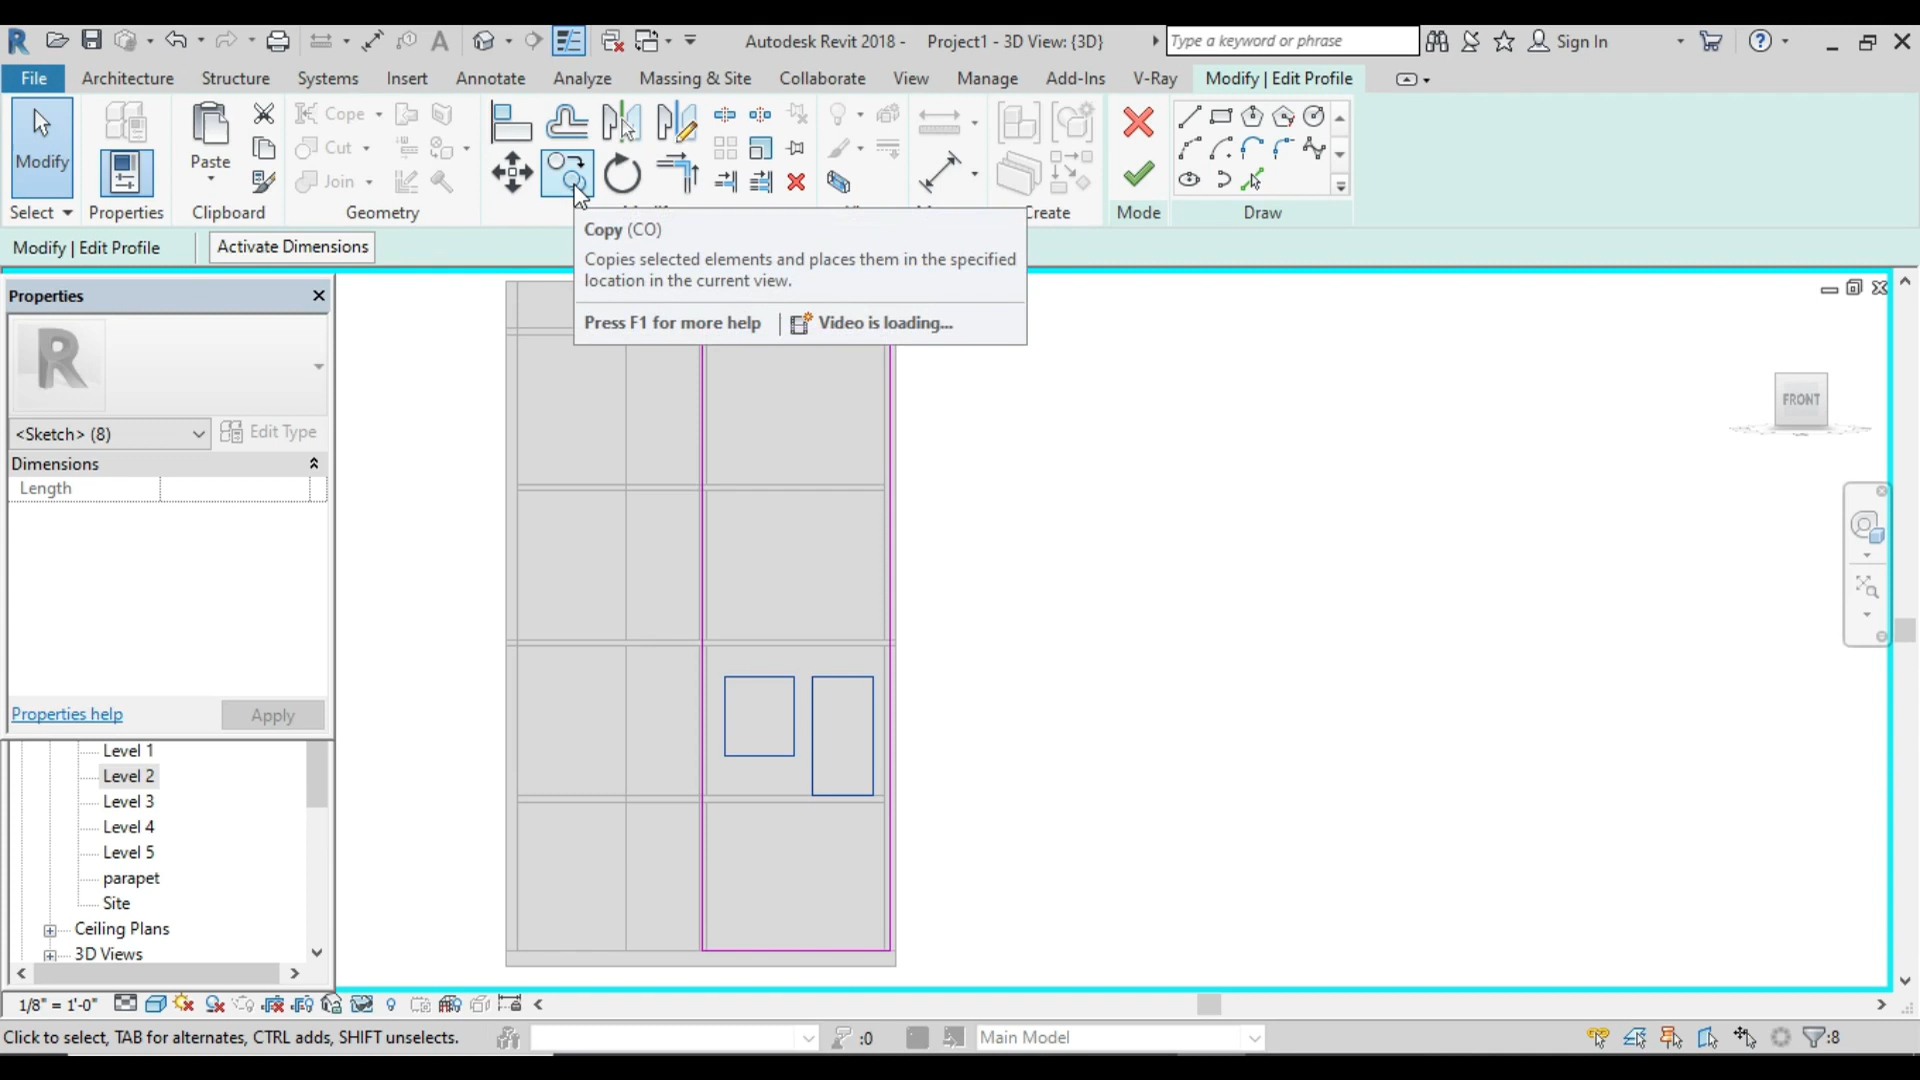 Autodesk Revit 2018 - Project1 - 3D View: {3D}
Type a keyword or phrase
Sign In
File Architecture Structure Systems Insert Annotate Analyze Massing & Site Collaborate View Manage Add-Ins V-Ray Modify | Edit Profile
Modify
Paste
Cope
Cut
Join
Select Properties Clipboard Geometry Create Mode Draw
Modify | Edit Profile
Activate Dimensions
Copy (CO)
Copies selected elements and places them in the specified
location in the current view.
Press F1 for more help
Video is loading...
Properties
R
<Sketch> (8)
Edit Type
Dimensions
Length
Properties help
Apply
Level 1
Level 2
Level 3
Level 4
Level 5
parapet
Site
Ceiling Plans
3D Views
FRONT
1/8" = 1'-0"
Click to select, TAB for alternates, CTRL adds, SHIFT unselects.
:0
Main Model
:8